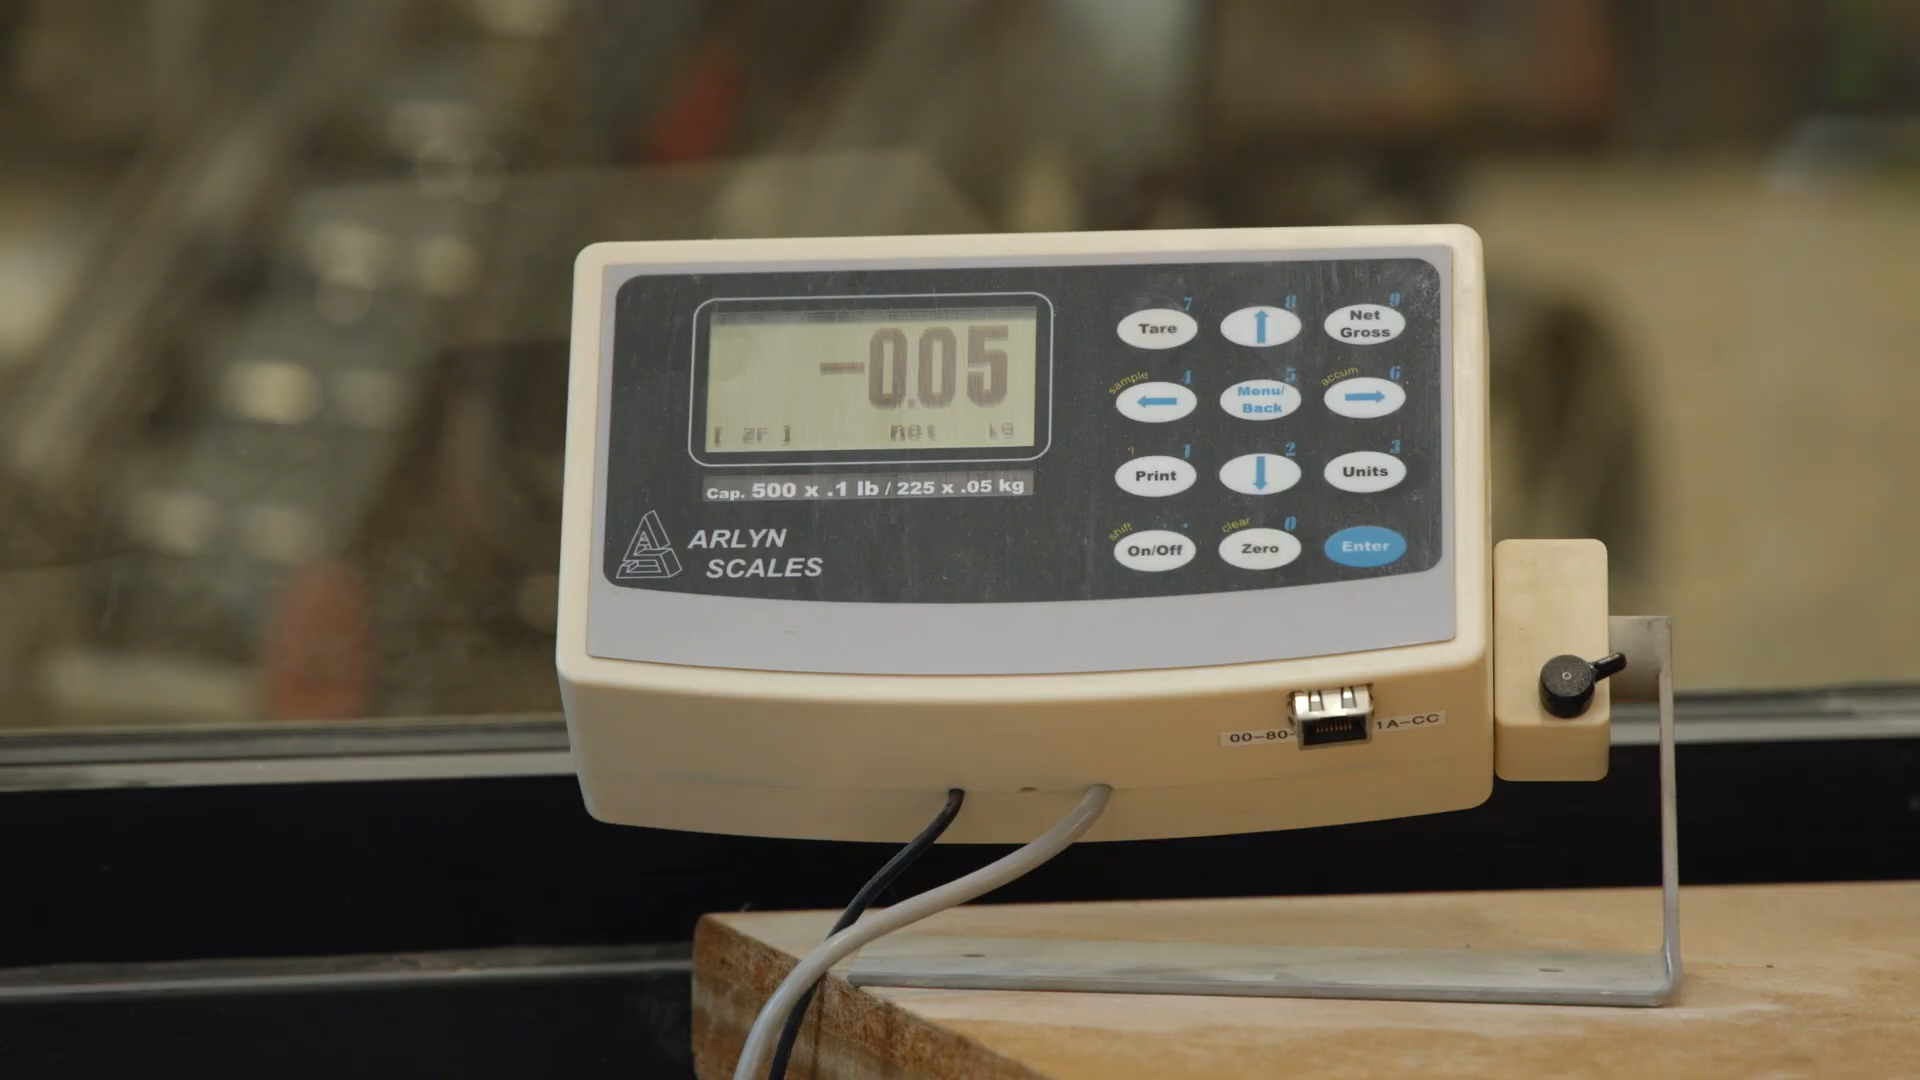 -0.05
[ ZF ] Net kg
Cap. 500 x .1 lb / 225 x .05 kg
ARLYN
SCALES
7 8 9
Tare
Net
Gross
sample 4 5 accum 6
Menu/
Back
? 1 2 3
Print
Units
shift . clear 0
On/Off
Zero
Enter
00-80-
1A-CC